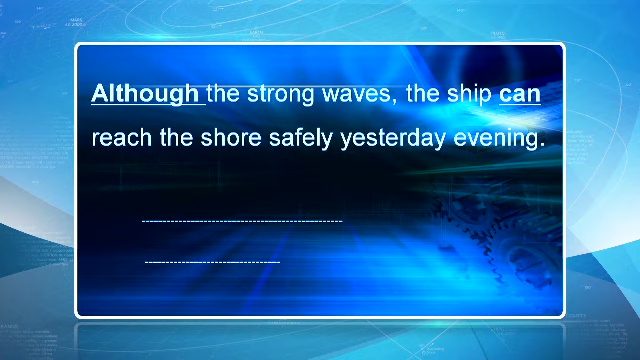 Although the strong waves, the ship can
reach the shore safely yesterday evening.